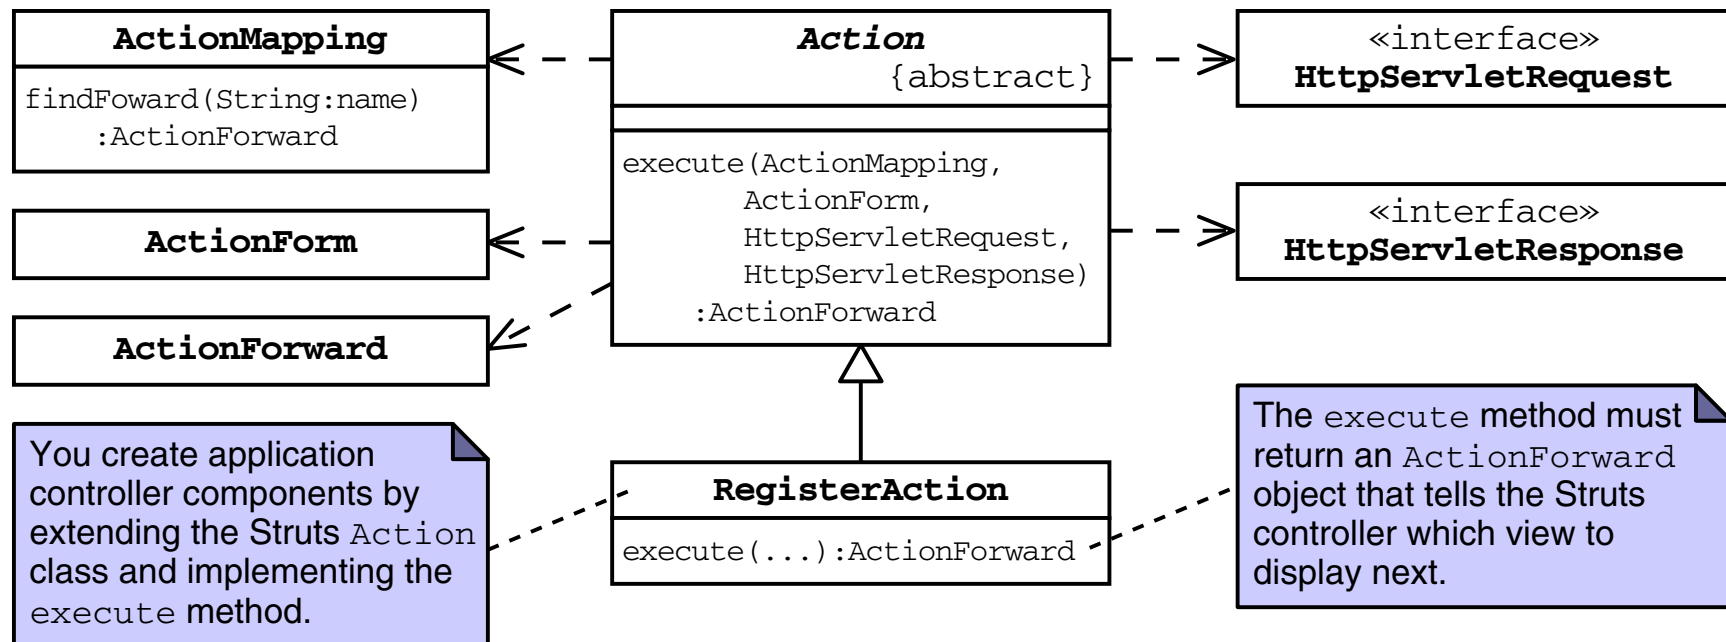 ActionMapping
findFoward(String:name)
:ActionForward
ActionForm
ActionForward
Action
{abstract}
execute(ActionMapping,
ActionForm,
HttpServletRequest,
HttpServletResponse)
:ActionForward
«interface»
HttpServletRequest
«interface»
HttpServletResponse
You create application
controller components by
extending the Struts Action
class and implementing the
execute method.
RegisterAction
execute(...):ActionForward
The execute method must
return an ActionForward
object that tells the Struts
controller which view to
display next.